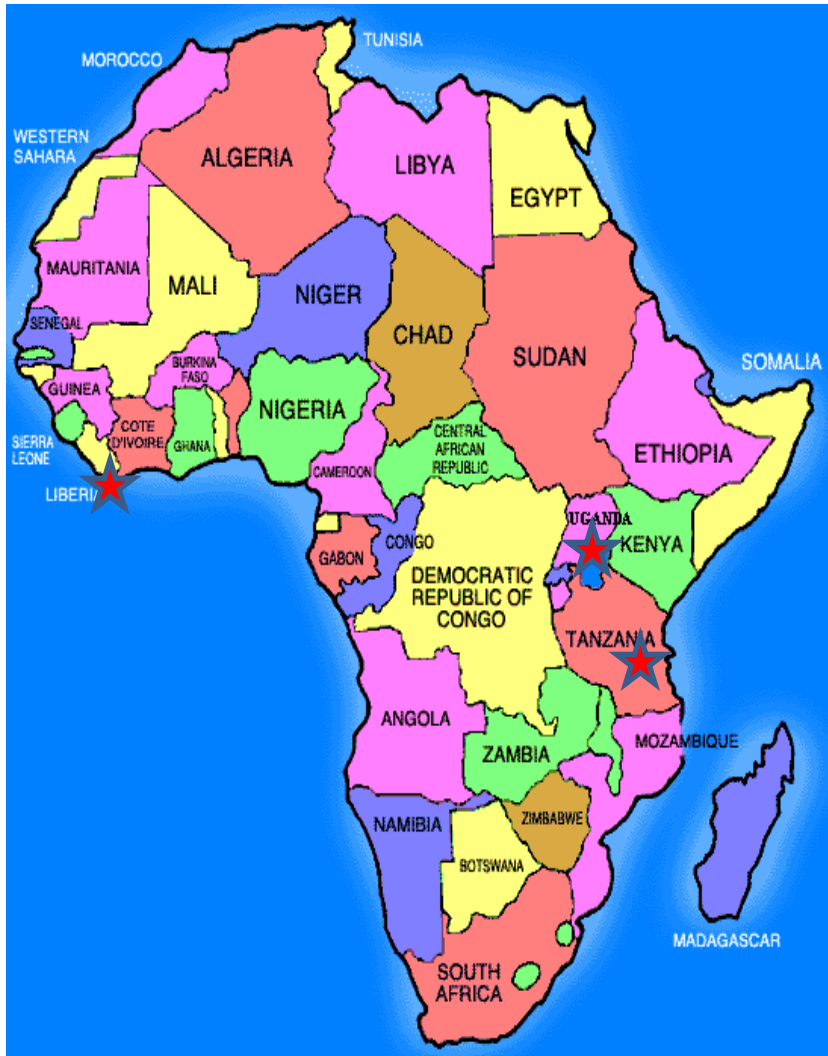 TUNISIA
MOROCCO
WESTERN
SAHARA
ALGERIA
LIBYA
EGYPT
MAURITANIA
MALI
NIGER
CHAD
SUDAN
SENEGAL
SOMALIA
BURKINA
FASO
GUINEA
NIGERIA
COTE
D'IVOIRE
GHANA
SIERRA
LEONE
CENTRAL
AFRICAN
REPUBLIC
ETHIOPIA
CAMEROON
LIBERIA
UGANDA
KENYA
CONGO
GABON
DEMOCRATIC
REPUBLIC OF
CONGO
TANZANIA
ANGOLA
ZAMBIA
MOZAMBIQUE
NAMIBIA
ZIMBABWE
BOTSWANA
MADAGASCAR
SOUTH
AFRICA